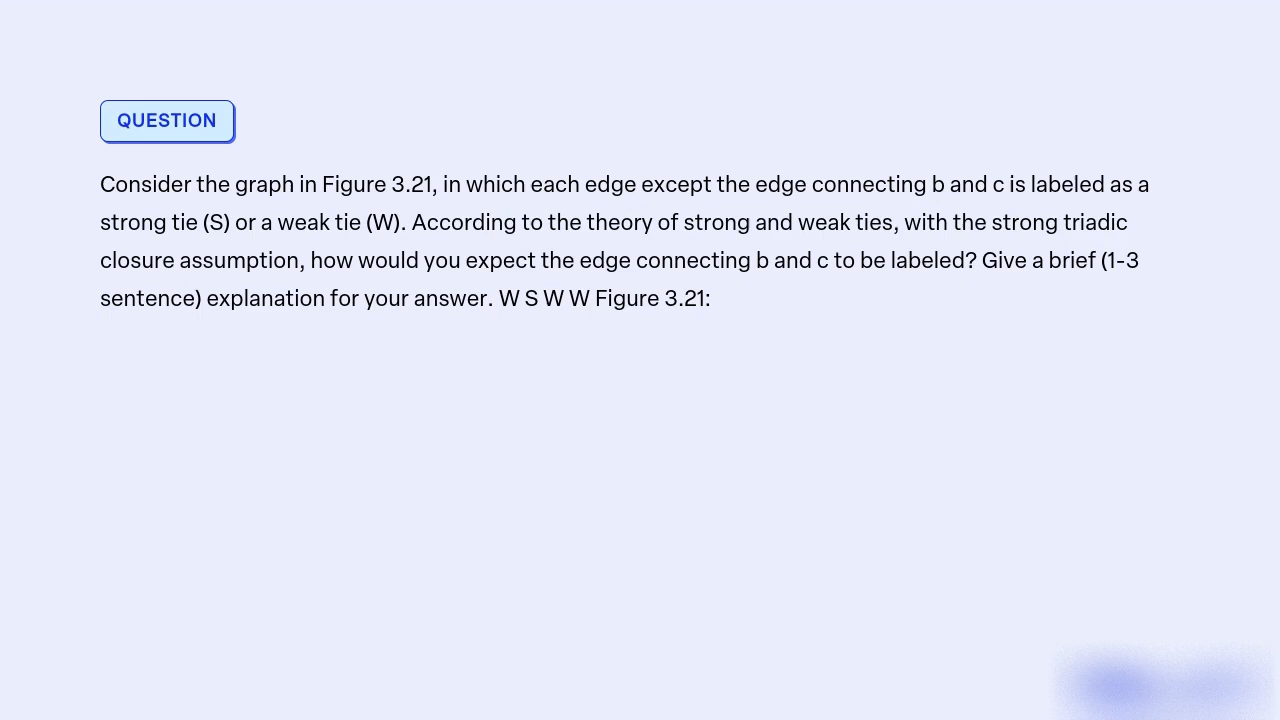 QUESTION
Consider the graph in Figure 3.21, in which each edge except the edge connecting b and c is labeled as a
strong tie (S) or a weak tie (W). According to the theory of strong and weak ties, with the strong triadic
closure assumption, how would you expect the edge connecting b and c to be labeled? Give a brief (1-3
sentence) explanation for your answer. W S W W Figure 3.21: